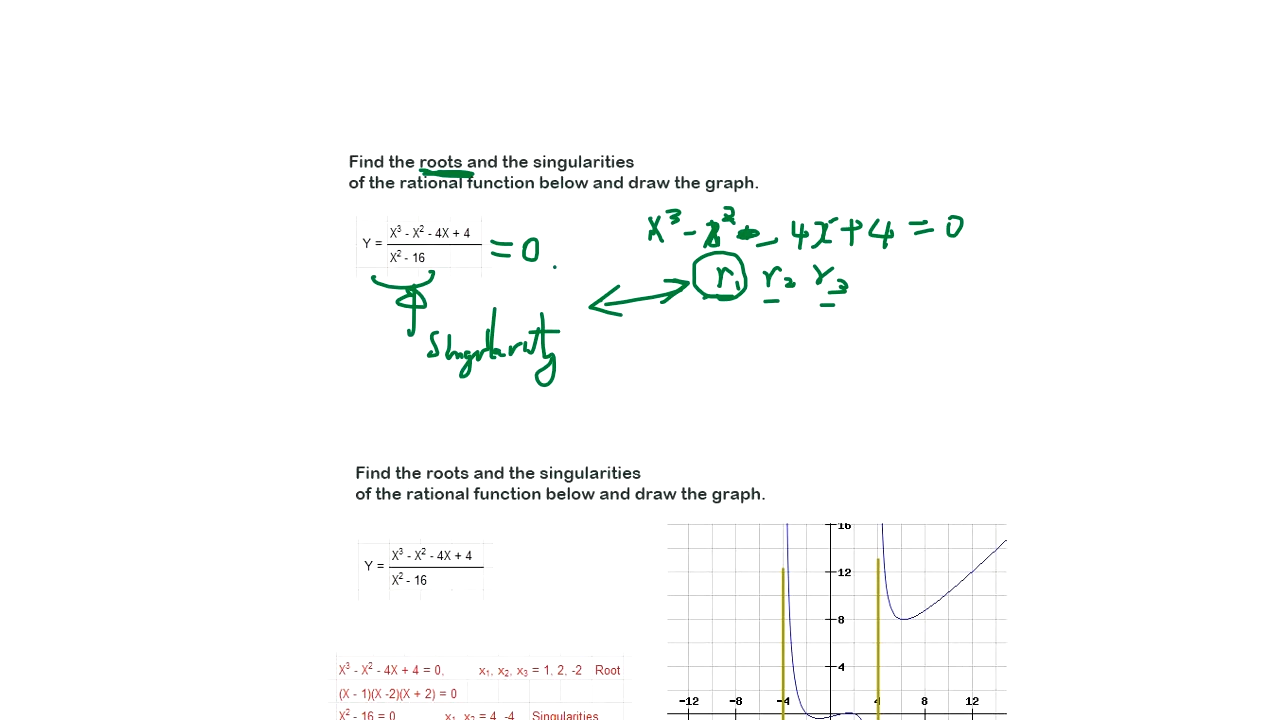 Find the roots and the singularities
of the rational function below and draw the graph.
Y = (X³ - X² - 4X + 4)/(X² - 16) = 0.
X³ - X² - 4X + 4 = 0
r₁ r₂ r₃
Singularity
Find the roots and the singularities
of the rational function below and draw the graph.
Y = (X³ - X² - 4X + 4)/(X² - 16)
X³ - X² - 4X + 4 = 0, x₁, x₂, x₃ = 1, 2, -2 Root
(X - 1)(X -2)(X + 2) = 0
X² - 16 = 0 x₁, x₂ = 4, -4 Singularities
16
12
8
4
-12 -8 -4 4 8 12